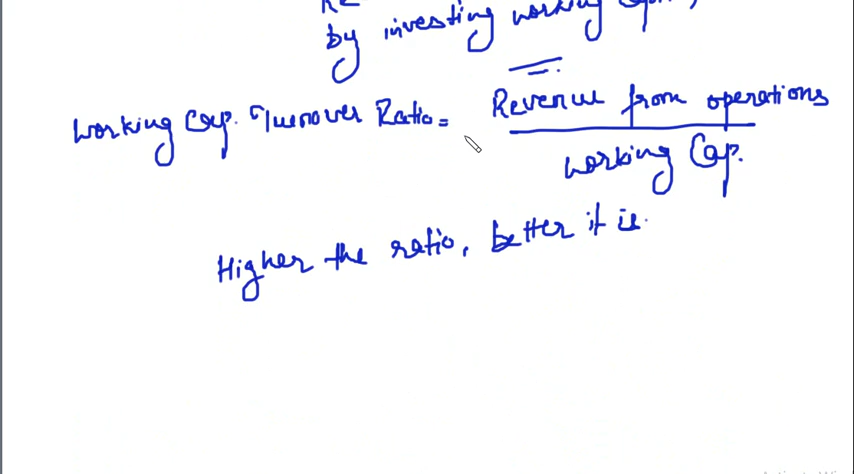 by investing working
Working Cap. Turnover Ratio = Revenue from operations
Working Cap.
Higher the ratio, better it is.